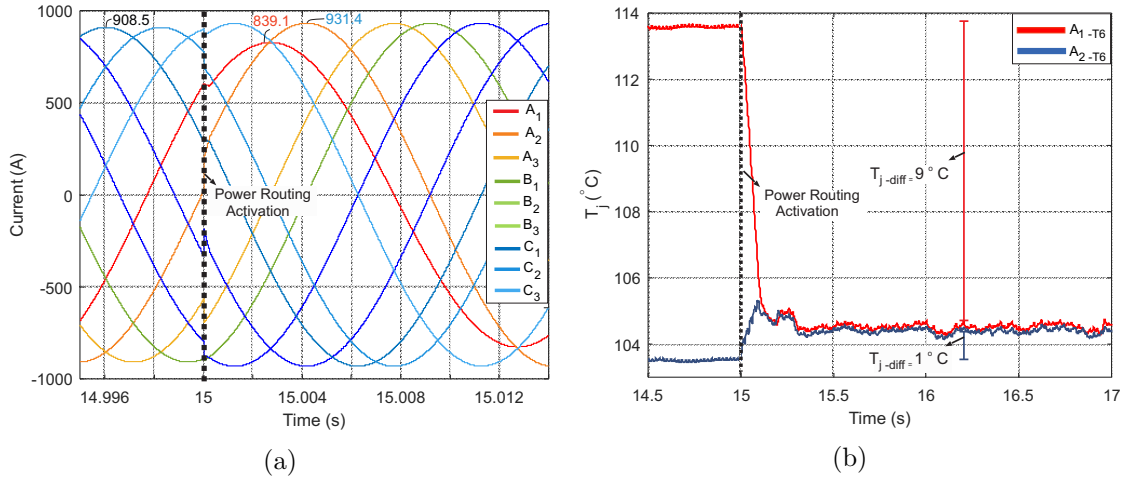 908.5
839.1
931.4
1000
500
0
-500
-1000
Current (A)
14.996
15
15.004
15.008
15.012
Time (s)
Power Routing
Activation
A1
A2
A3
B1
B2
B3
C1
C2
C3
(a)
114
112
110
108
106
104
Tj (°C)
14.5
15
15.5
16
16.5
17
Time (s)
A1 -T6
A2 -T6
Tj -diff = 9°C
Power Routing
Activation
Tj -diff = 1°C
(b)